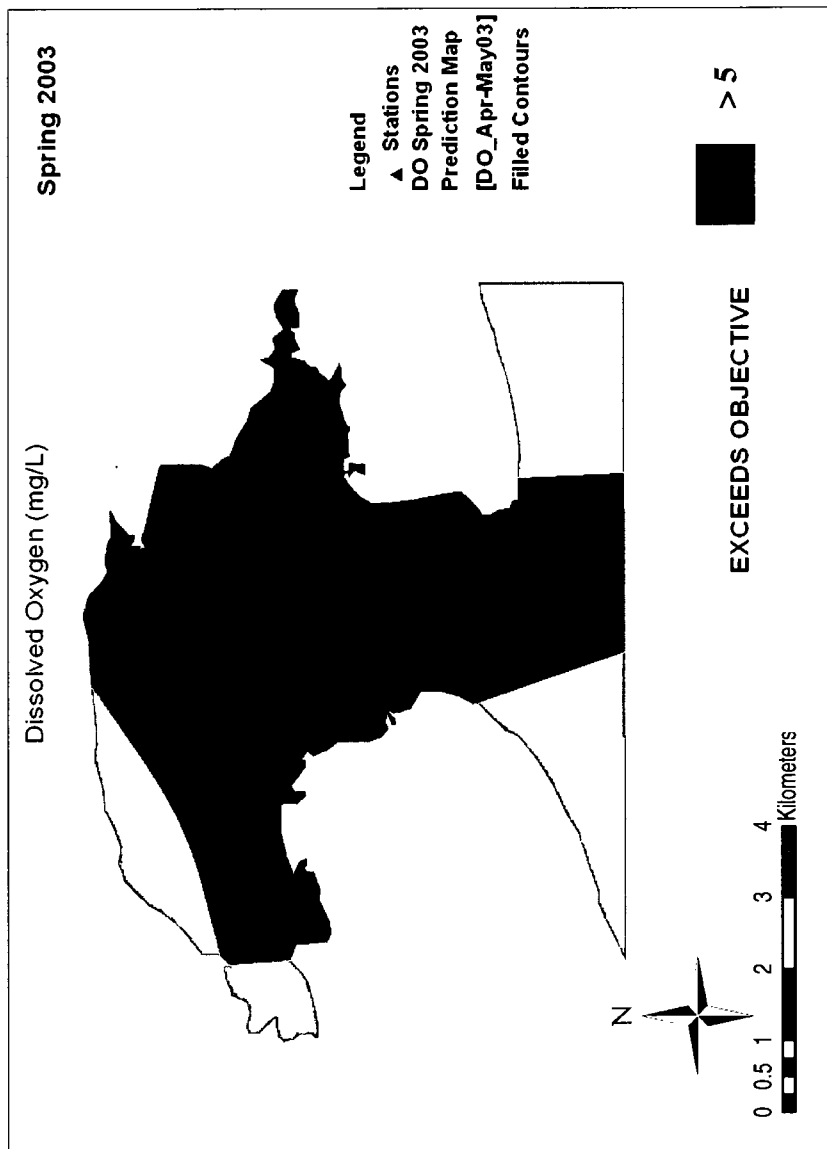 Dissolved Oxygen (mg/L)
Spring 2003
Legend
▲ Stations
DO Spring 2003
Prediction Map
[DO_Apr-May03]
Filled Contours
EXCEEDS OBJECTIVE
> 5
N
0 0.5 1 2 3 4
Kilometers